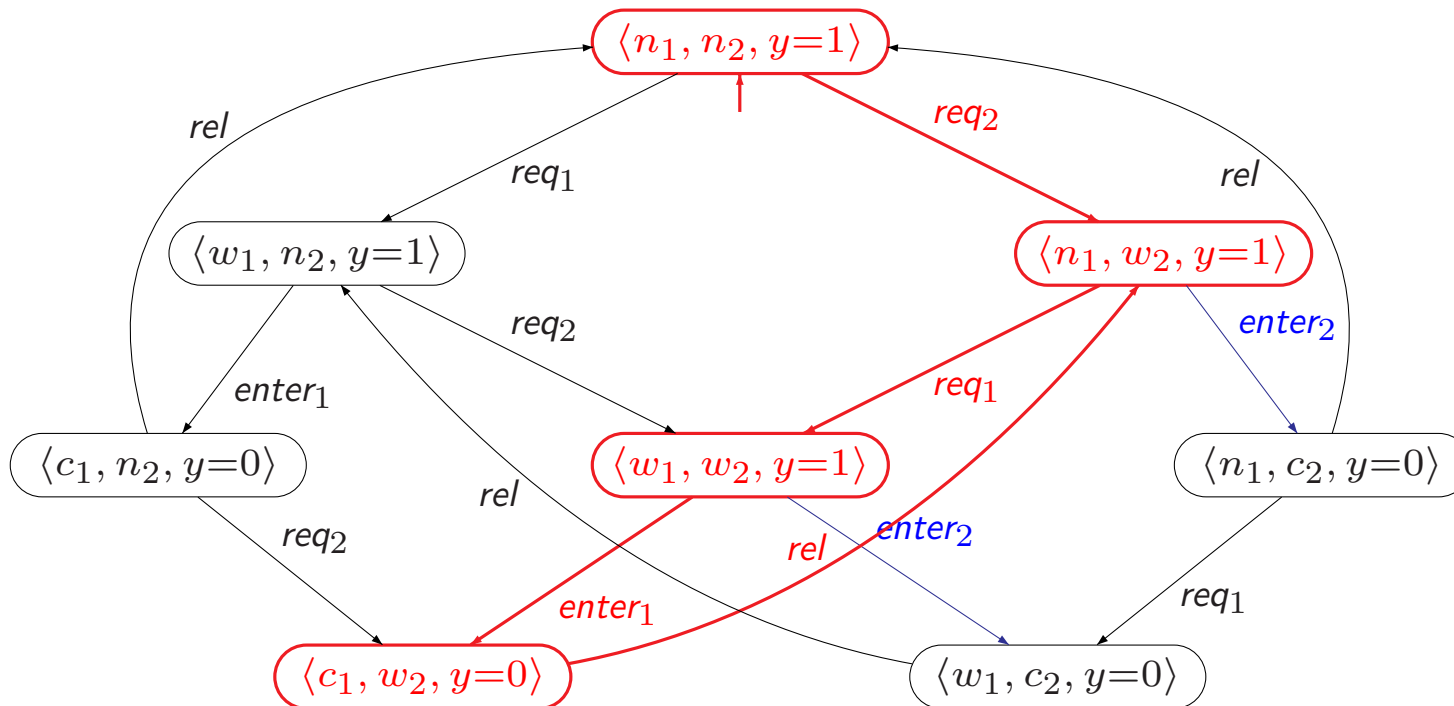 ⟨n₁, n₂, y=1⟩
rel
req₂
req₁
rel
⟨w₁, n₂, y=1⟩
⟨n₁, w₂, y=1⟩
req₂
enter₂
enter₁
req₁
⟨c₁, n₂, y=0⟩
⟨w₁, w₂, y=1⟩
⟨n₁, c₂, y=0⟩
rel
req₂
rel
enter₂
enter₁
req₁
⟨c₁, w₂, y=0⟩
⟨w₁, c₂, y=0⟩